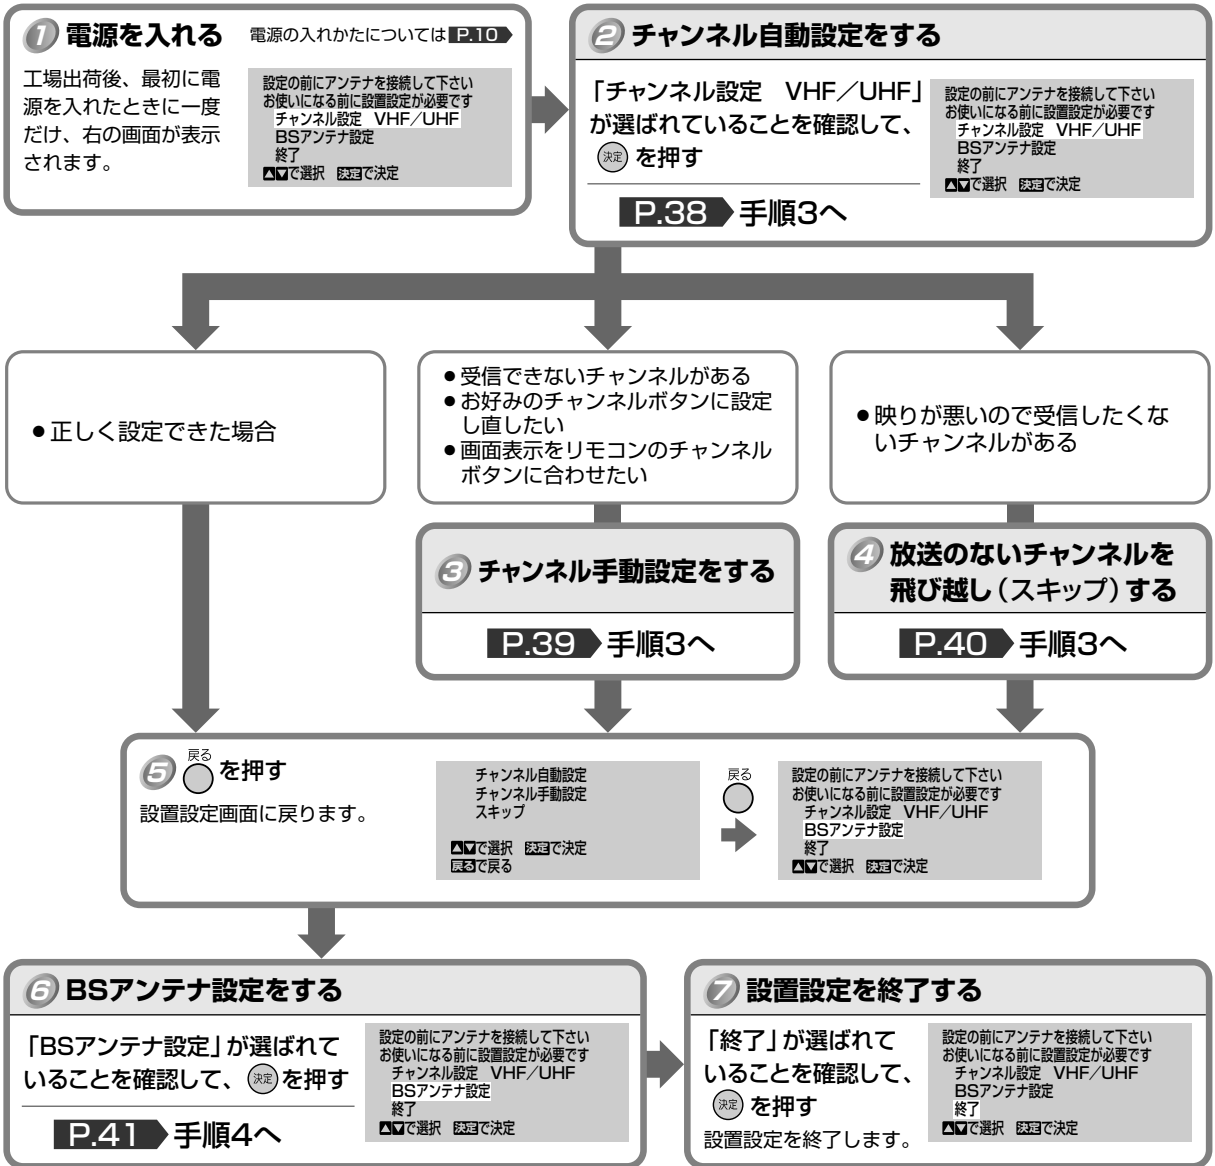 1 電源を入れる
電源の入れかたについては P.10
工場出荷後、最初に電
源を入れたときに一度
だけ、右の画面が表示
されます。
設定の前にアンテナを接続して下さい
お使いになる前に設置設定が必要です
チャンネル設定　VHF／UHF
BSアンテナ設定
終了
▲▼で選択　決定で決定
2 チャンネル自動設定をする
「チャンネル設定　VHF／UHF」
が選ばれていることを確認して、
決定 を押す
P.38 手順3へ
設定の前にアンテナを接続して下さい
お使いになる前に設置設定が必要です
チャンネル設定　VHF／UHF
BSアンテナ設定
終了
▲▼で選択　決定で決定
●正しく設定できた場合
●受信できないチャンネルがある
●お好みのチャンネルボタンに設定
し直したい
●画面表示をリモコンのチャンネル
ボタンに合わせたい
●映りが悪いので受信したくな
いチャンネルがある
3 チャンネル手動設定をする
P.39 手順3へ
4 放送のないチャンネルを
飛び越し（スキップ）する
P.40 手順3へ
5 戻る を押す
設置設定画面に戻ります。
チャンネル自動設定
チャンネル手動設定
スキップ
▲▼で選択　決定で決定
戻るで戻る
戻る
設定の前にアンテナを接続して下さい
お使いになる前に設置設定が必要です
チャンネル設定　VHF／UHF
BSアンテナ設定
終了
▲▼で選択　決定で決定
6 BSアンテナ設定をする
「BSアンテナ設定」が選ばれて
いることを確認して、決定 を押す
P.41 手順4へ
設定の前にアンテナを接続して下さい
お使いになる前に設置設定が必要です
チャンネル設定　VHF／UHF
BSアンテナ設定
終了
▲▼で選択　決定で決定
7 設置設定を終了する
「終了」が選ばれて
いることを確認して、
決定 を押す
設置設定を終了します。
設定の前にアンテナを接続して下さい
お使いになる前に設置設定が必要です
チャンネル設定　VHF／UHF
BSアンテナ設定
終了
▲▼で選択　決定で決定